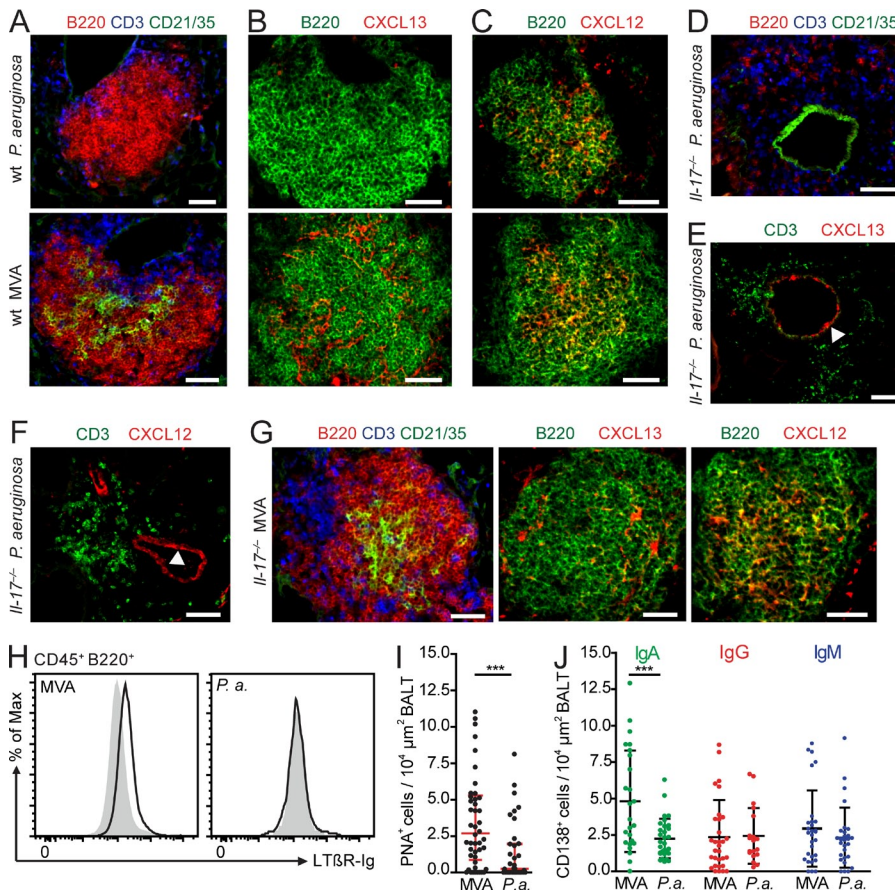 A
B220 CD3 CD21/35
wt P. aeruginosa
wt MVA
B
B220 CXCL13
C
B220 CXCL12
D
B220 CD3 CD21/35
Il-17–/– P. aeruginosa
E
CD3 CXCL13
Il-17–/– P. aeruginosa
F
CD3 CXCL12
Il-17–/– P. aeruginosa
G
B220 CD3 CD21/35
B220 CXCL13
B220 CXCL12
Il-17–/– MVA
H
CD45+ B220+
MVA
P. a.
% of Max
0
0
LTßR-Ig
I
PNA+ cells / 10⁴ µm² BALT
15.0
12.5
10.0
7.5
5.0
2.5
0
***
MVA P.a.
J
CD138+ cells / 10⁴ µm² BALT
15.0
12.5
10.0
7.5
5.0
2.5
0
IgA IgG IgM
***
MVA P.a. MVA P.a. MVA P.a.